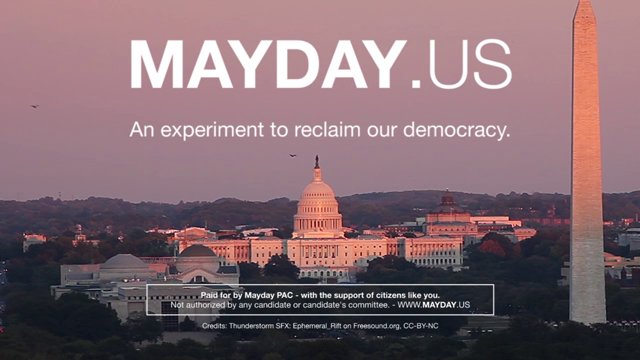 MAYDAY.US
An experiment to reclaim our democracy.
Paid for by Mayday PAC - with the support of citizens like you.
Not authorized by any candidate or candidate's committee. - WWW.MAYDAY.US
Credits: Thunderstorm SFX: Ephemeral_Rift on Freesound.org, CC-BY-NC